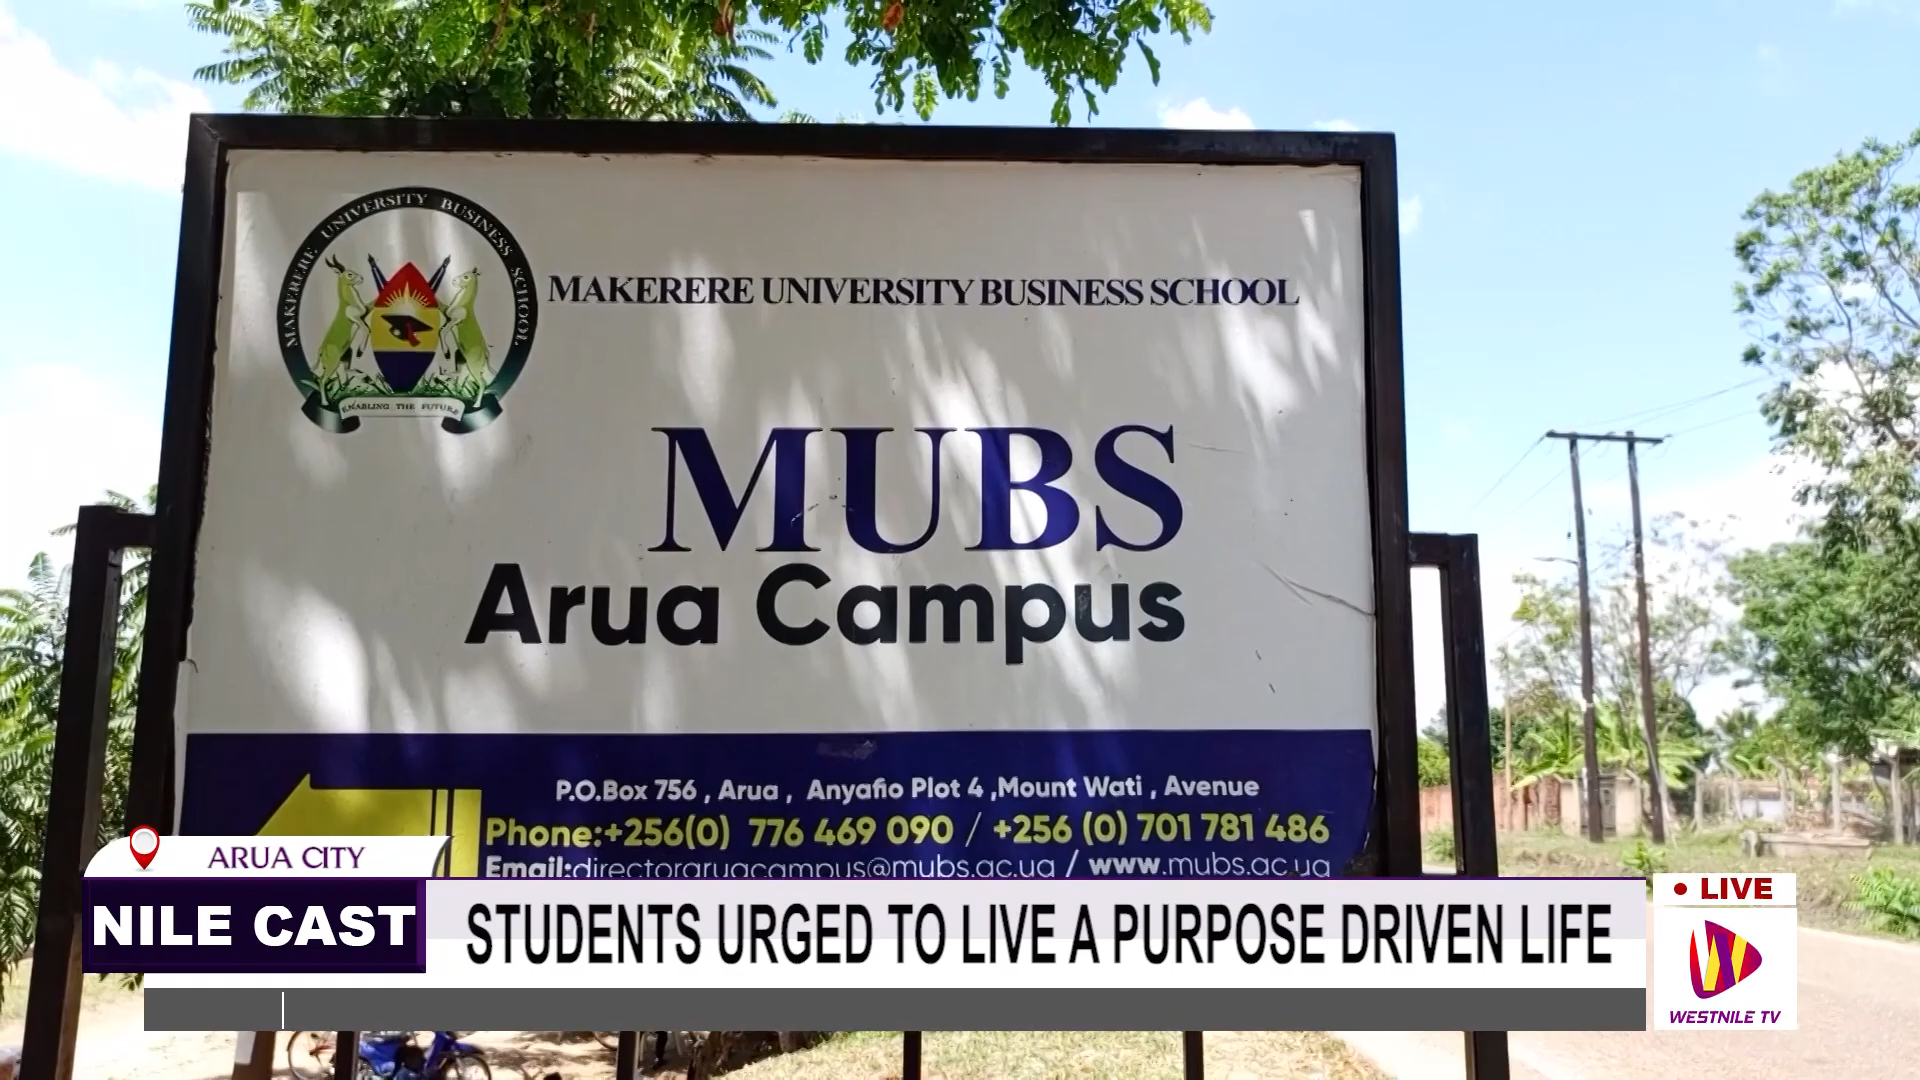 MAKERERE UNIVERSITY BUSINESS SCHOOL
ENABLING THE FUTURE
MAKERERE UNIVERSITY BUSINESS SCHOOL
MUBS
Arua Campus
P.O.Box 756 , Arua , Anyafio Plot 4 ,Mount Wati , Avenue
Phone:+256(0) 776 469 090 / +256 (0) 701 781 486
Email:directoraruacampus@mubs.ac.ug / www.mubs.ac.ug
ARUA CITY
NILE CAST
STUDENTS URGED TO LIVE A PURPOSE DRIVEN LIFE
LIVE
WESTNILE TV